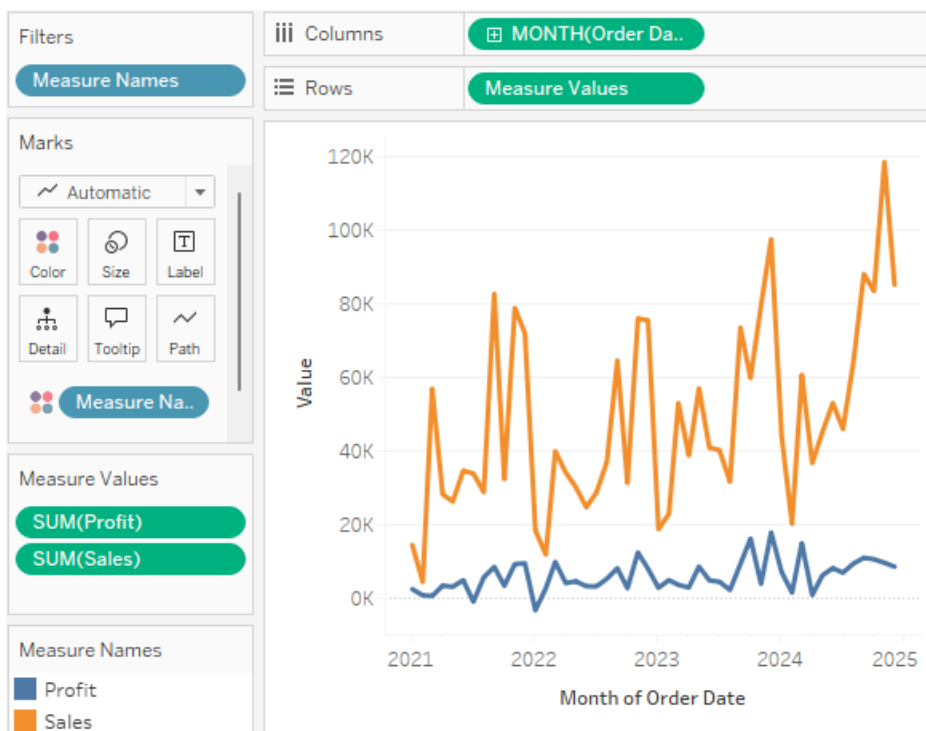 Filters
Measure Names
Marks
Automatic
Color Size Label
Detail Tooltip Path
Measure Na..
Measure Values
SUM(Profit)
SUM(Sales)
Measure Names
Profit
Sales
Columns MONTH(Order Da..
Rows Measure Values
120K
100K
80K
60K
40K
20K
0K
Value
2021 2022 2023 2024 2025
Month of Order Date